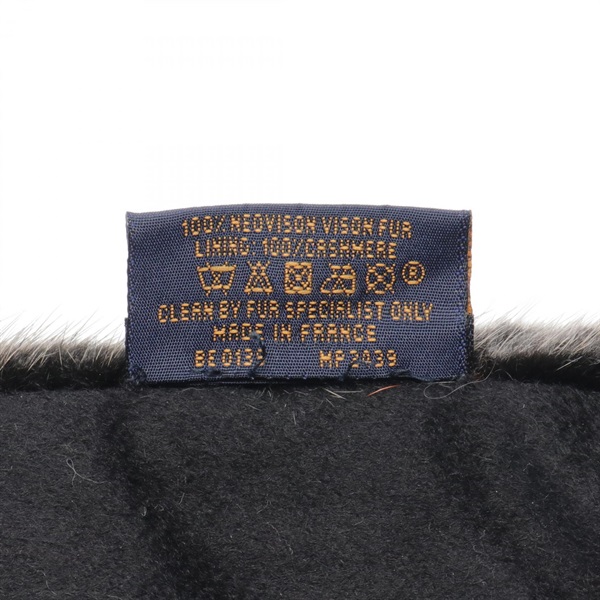 100% NEOVISON VISON FUR
LINING: 100% CASHMERE
®
CLEAN BY FUR SPECIALIST ONLY
MADE IN FRANCE